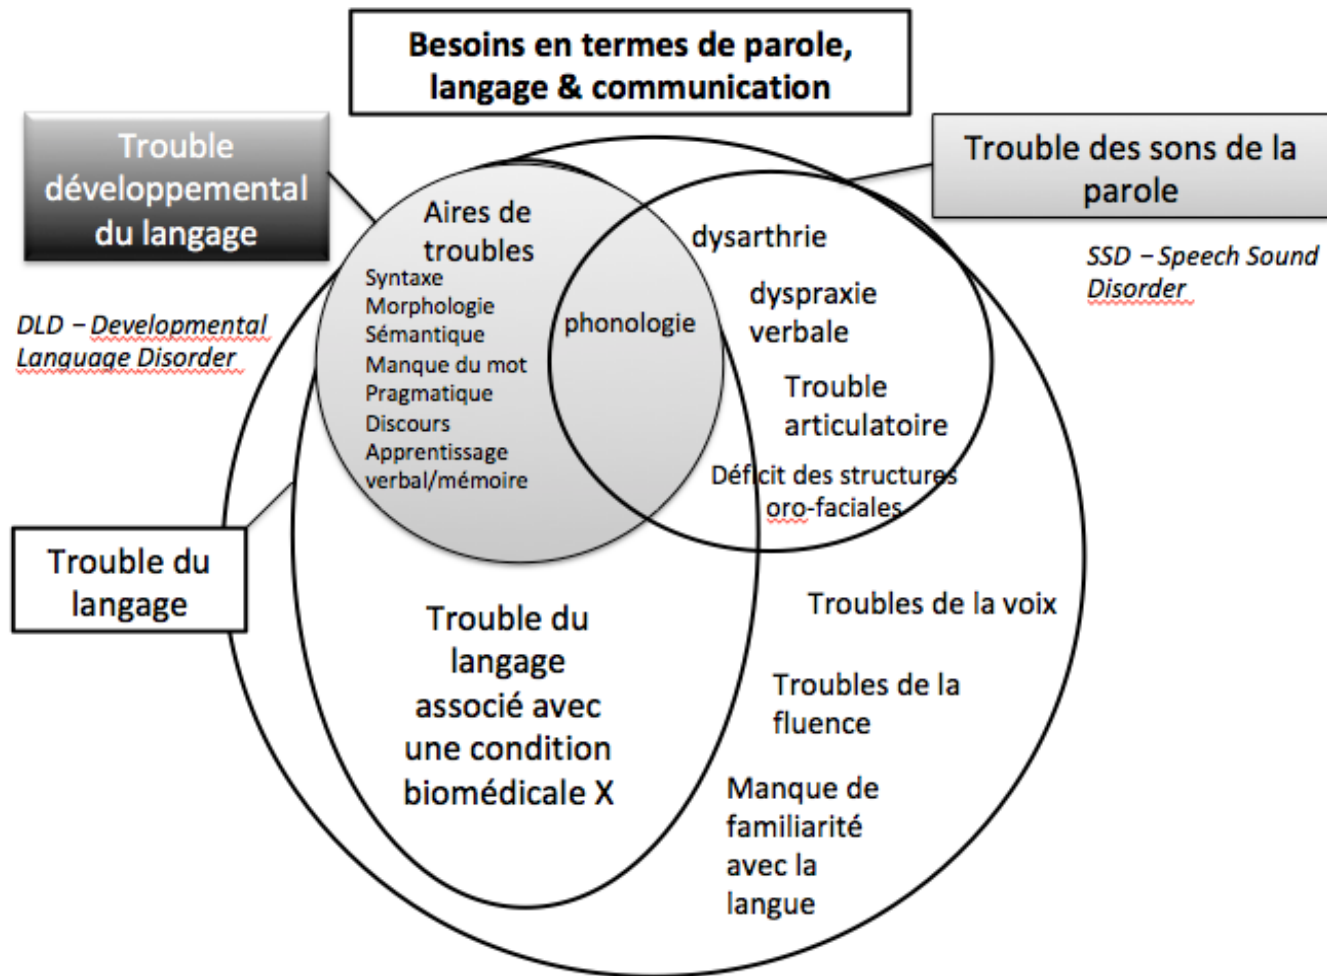 Besoins en termes de parole,
langage & communication
Trouble
développemental
du langage
Trouble des sons de la
parole
DLD – Developmental
Language Disorder
SSD – Speech Sound
Disorder
Aires de
troubles
Syntaxe
Morphologie
Sémantique
Manque du mot
Pragmatique
Discours
Apprentissage
verbal/mémoire
phonologie
dysarthrie
dyspraxie
verbale
Trouble
articulatoire
Déficit des structures
oro-faciales
Trouble du
langage
Trouble du
langage
associé avec
une condition
biomédicale X
Troubles de la voix
Troubles de la
fluence
Manque de
familiarité
avec la
langue